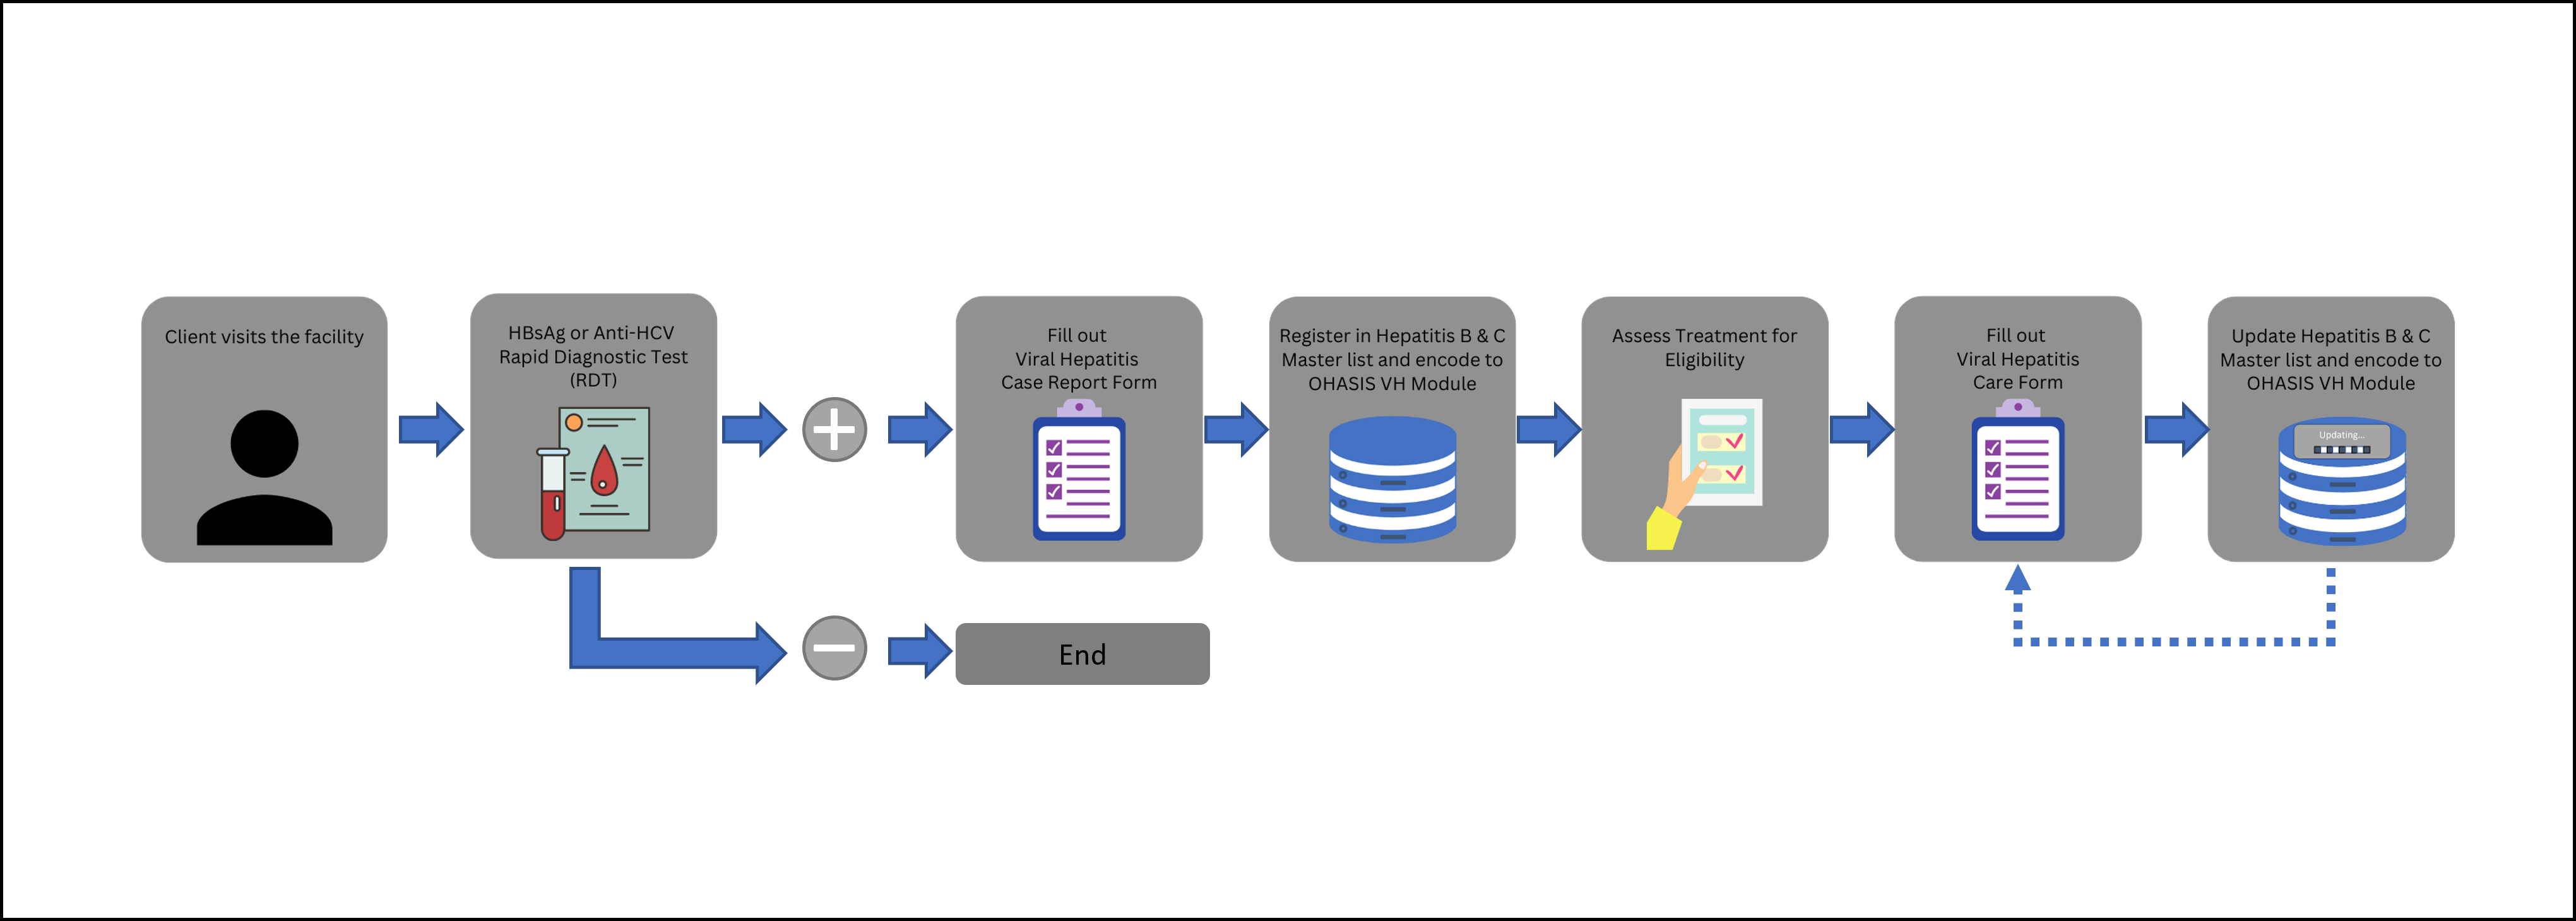 Client visits the facility
HBsAg or Anti-HCV
Rapid Diagnostic Test
(RDT)
Fill out
Viral Hepatitis
Case Report Form
Register in Hepatitis B & C
Master list and encode to
OHASIS VH Module
Assess Treatment for
Eligibility
Fill out
Viral Hepatitis
Care Form
Update Hepatitis B & C
Master list and encode to
OHASIS VH Module
Updating...
End